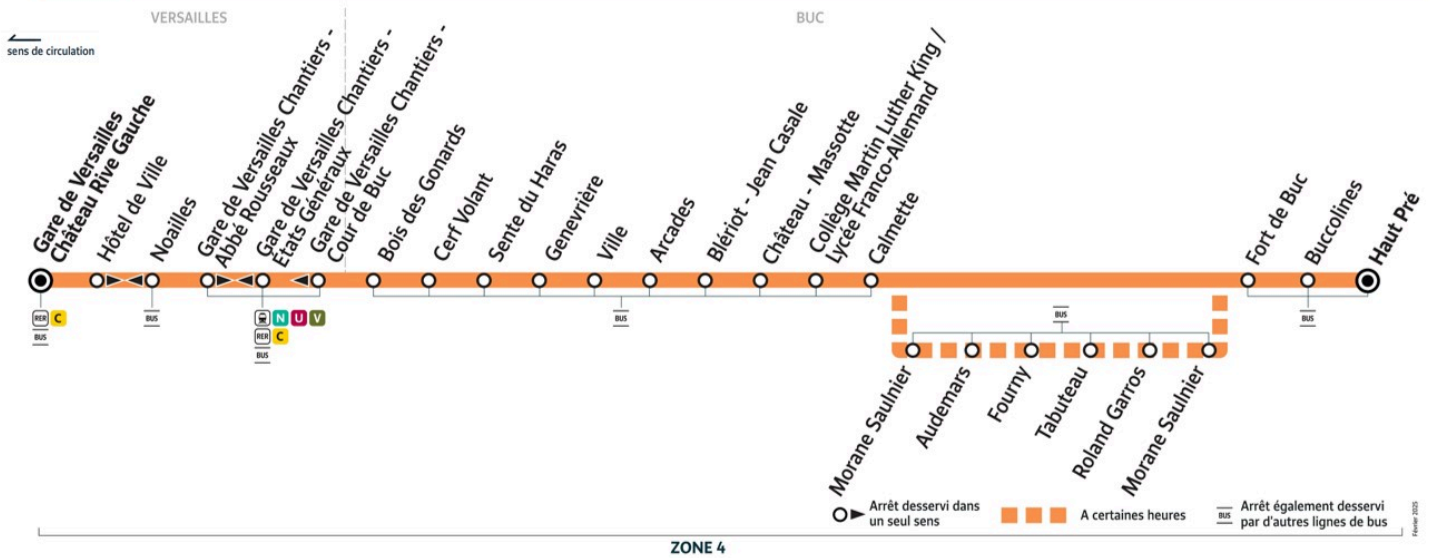 VERSAILLES
BUC
sens de circulation
Gare de Versailles
Château Rive Gauche
Hôtel de Ville
Noailles
Gare de Versailles Chantiers -
Abbé Rousseaux
Gare de Versailles Chantiers -
États Généraux
Gare de Versailles Chantiers -
Cour de Buc
Bois des Gonards
Cerf Volant
Sente du Haras
Genevrière
Ville
Arcades
Blériot - Jean Casale
Château - Massotte
Collège Martin Luther King /
Lycée Franco-Allemand
Calmette
Fort de Buc
Buccolines
Haut Pré
RER C
BUS
BUS
N U V
RER C
BUS
BUS
BUS
BUS
Morane Saulnier
Audemars
Fourny
Tabuteau
Roland Garros
Morane Saulnier
Arrêt desservi dans
un seul sens
A certaines heures
BUS
Arrêt également desservi
par d'autres lignes de bus
Février 2025
ZONE 4